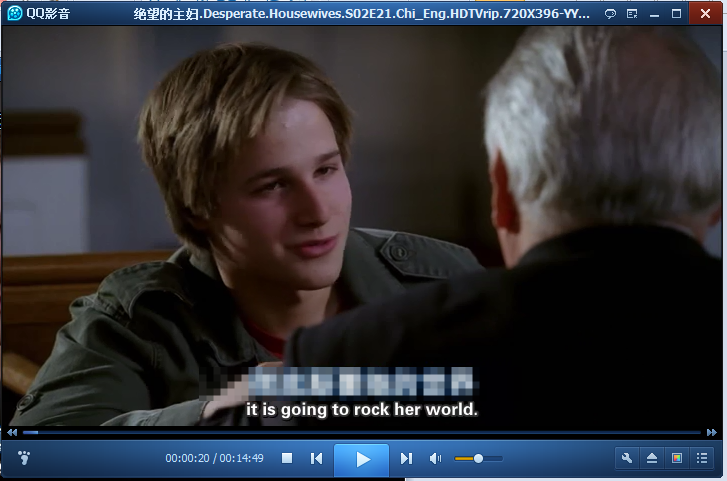 QQ影音
绝望的主妇.Desperate.Housewives.S02E21.Chi_Eng.HDTVrip.720X396-YY...
it is going to rock her world.
00:00:20 / 00:14:49